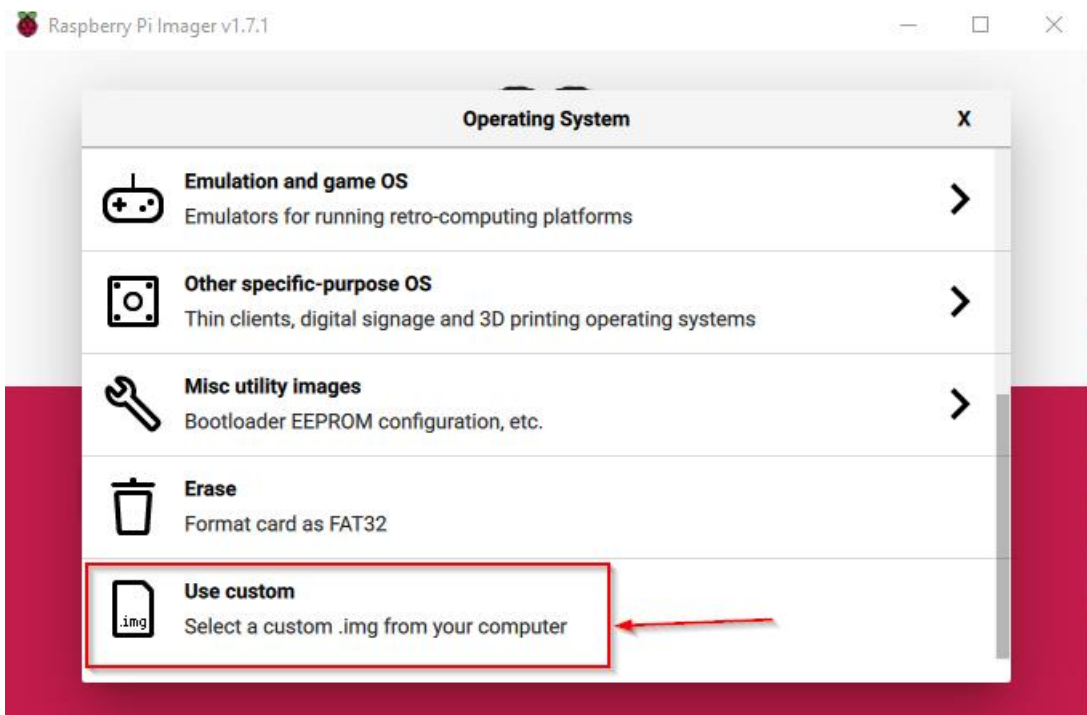 Raspberry Pi Imager v1.7.1
Operating System X
Emulation and game OS
Emulators for running retro-computing platforms
Other specific-purpose OS
Thin clients, digital signage and 3D printing operating systems
Misc utility images
Bootloader EEPROM configuration, etc.
Erase
Format card as FAT32
Use custom
.img
Select a custom .img from your computer